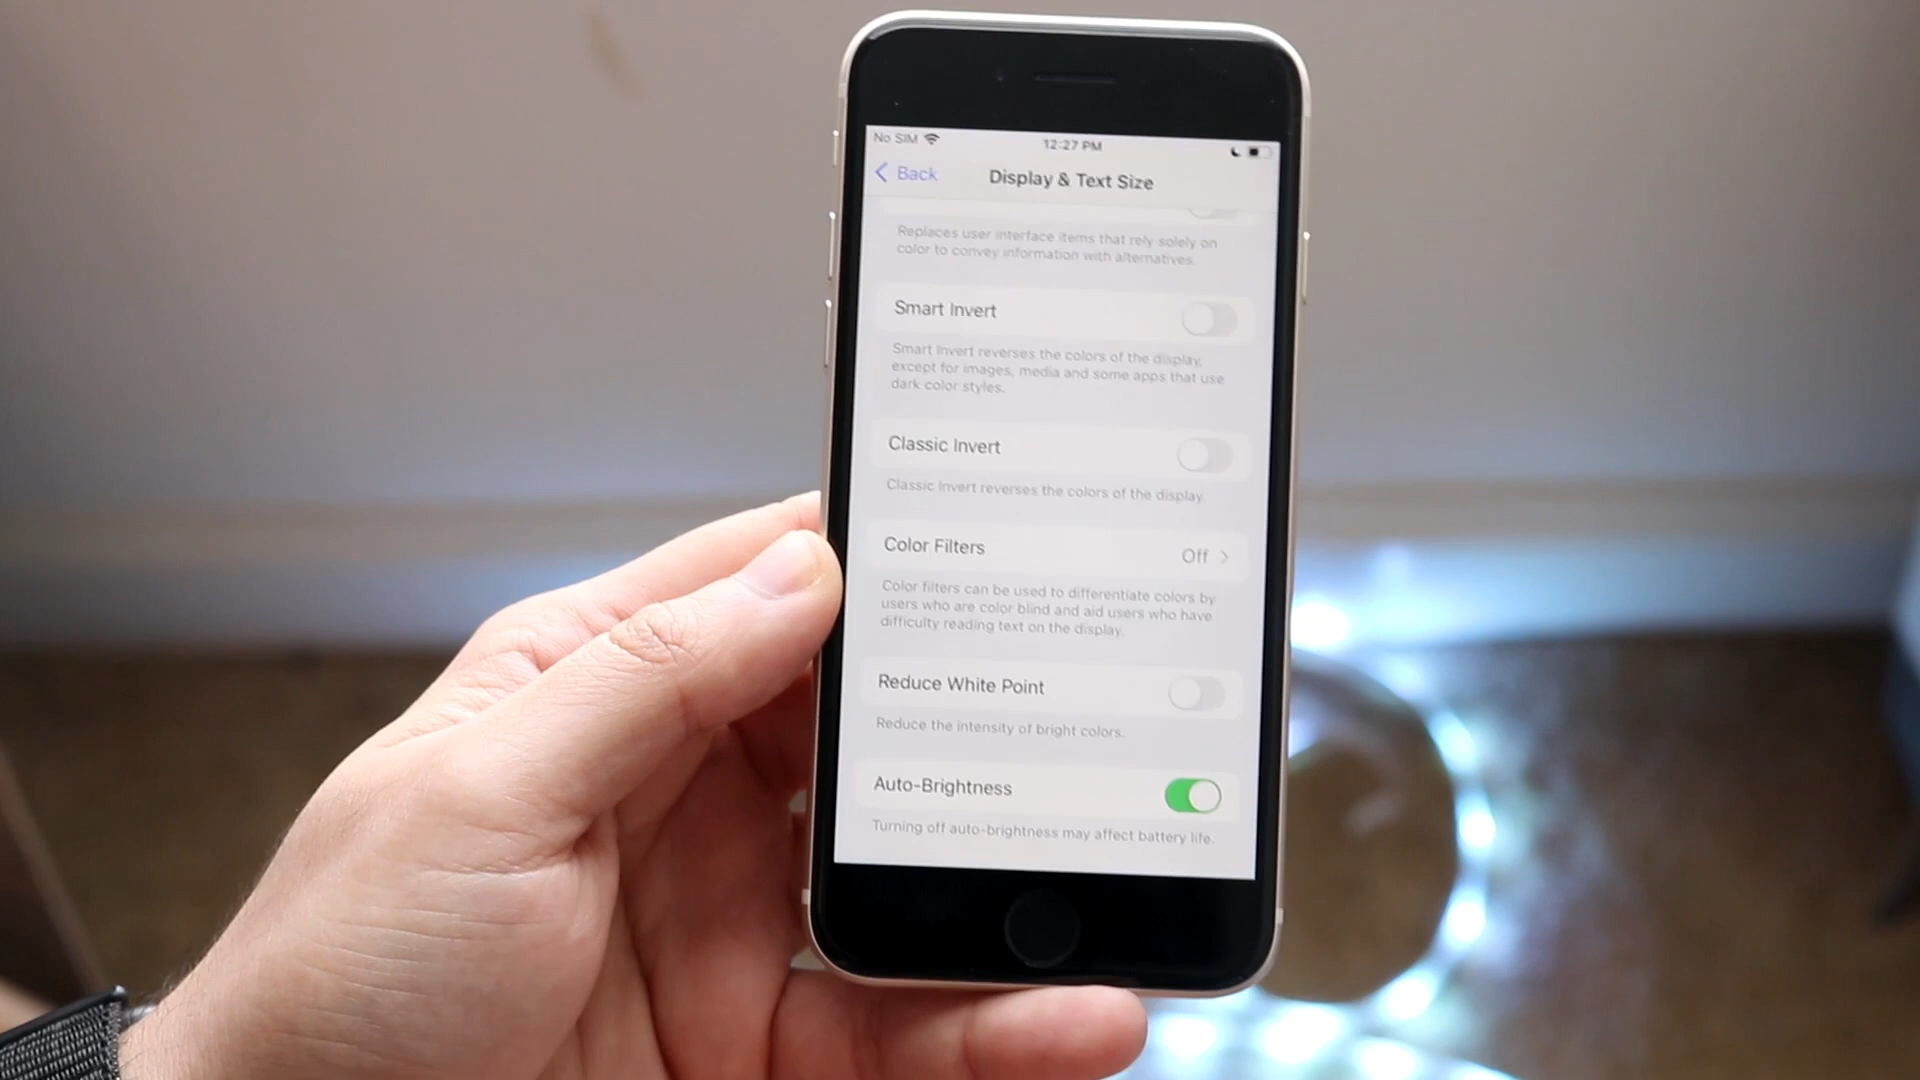 No SIM
12:27 PM
Back
Display & Text Size
Replaces user interface items that rely solely on
color to convey information with alternatives.
Smart Invert
Smart Invert reverses the colors of the display,
except for images, media and some apps that use
dark color styles.
Classic Invert
Classic Invert reverses the colors of the display.
Color Filters
Off
Color filters can be used to differentiate colors by
users who are color blind and aid users who have
difficulty reading text on the display.
Reduce White Point
Reduce the intensity of bright colors.
Auto-Brightness
Turning off auto-brightness may affect battery life.